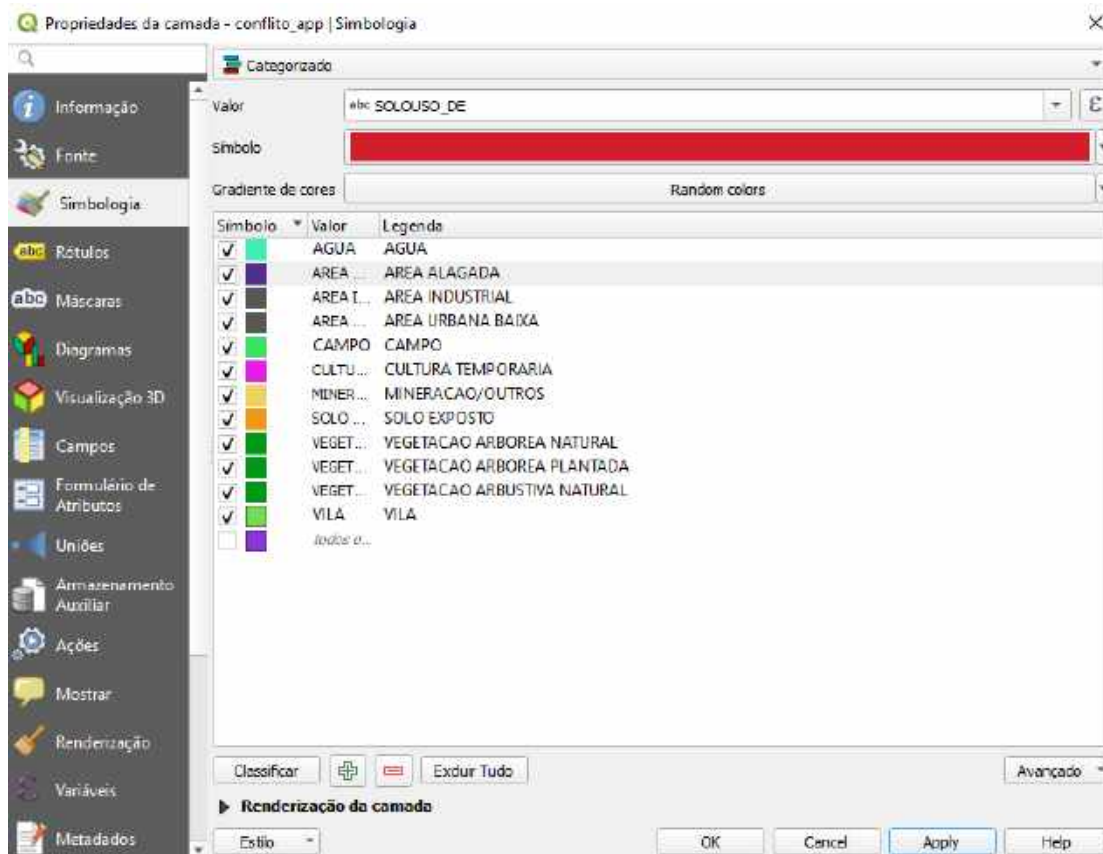 Propriedades da camada - conflito_app | Simbologia
Categorizado
Informação
Valor
abc SOLOUSO_DE
ε
Fonte
Símbolo
Simbologia
Gradiente de cores
Random colors
Símbolo Valor Legenda
AGUA AGUA
abc Rótulos
AREA ... AREA ALAGADA
abc Máscaras
AREA I... AREA INDUSTRIAL
AREA ... AREA URBANA BAIXA
Diagramas
CAMPO CAMPO
CULTU... CULTURA TEMPORARIA
Visualização 3D
MINER... MINERACAO/OUTROS
SOLO ... SOLO EXPOSTO
Campos
VEGET... VEGETACAO ARBOREA NATURAL
VEGET... VEGETACAO ARBOREA PLANTADA
Formulário de
Atributos
VEGET... VEGETACAO ARBUSTIVA NATURAL
VILA VILA
Uniões
todos o...
Armazenamento
Auxiliar
Ações
Mostrar
Renderização
Classificar
Excluir Tudo
Avançado
Variáveis
Renderização da camada
Metadados
Estilo
OK
Cancel
Apply
Help